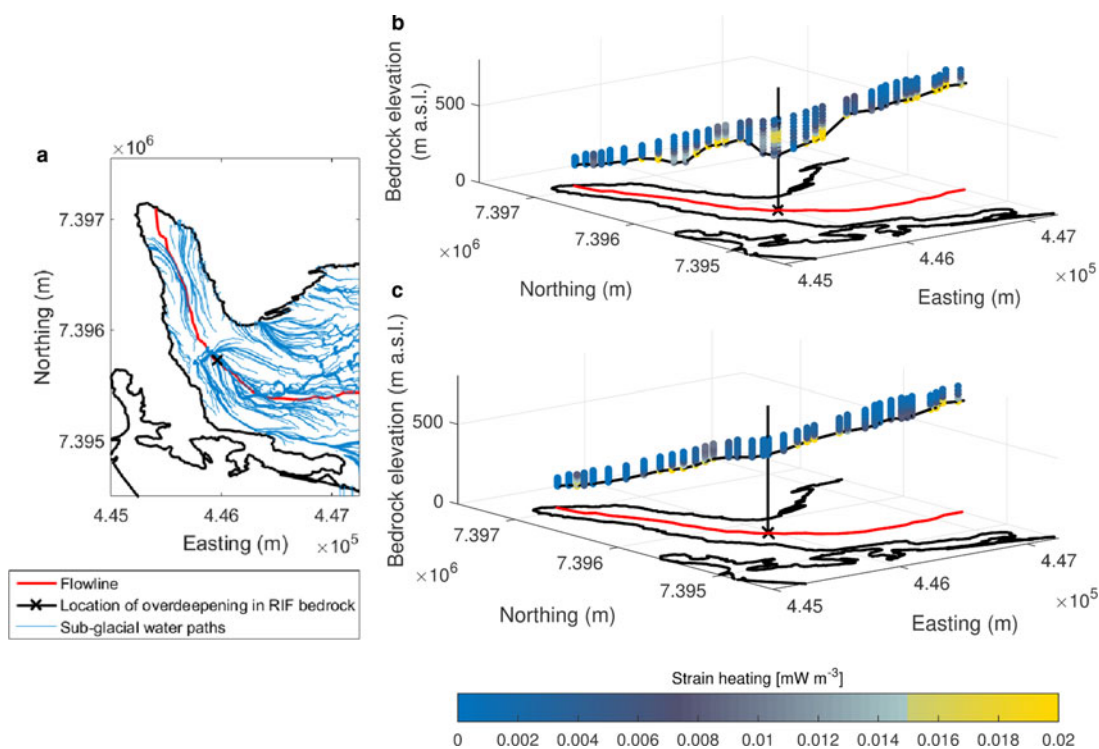 a
× 10⁶
7.397
7.396
7.395
Northing (m)
4.45
4.46
4.47
Easting (m)
× 10⁵
Flowline
Location of overdeepening in RIF bedrock
Sub-glacial water paths
b
Bedrock elevation
(m a.s.l.)
500
0
7.397
7.396
7.395
× 10⁶
Northing (m)
4.45
4.46
4.47
× 10⁵
Easting (m)
c
Bedrock elevation (m a.s.l.)
500
0
7.397
7.396
7.395
× 10⁶
Northing (m)
4.45
4.46
4.47
× 10⁵
Easting (m)
Strain heating [mW m⁻³]
0 0.002 0.004 0.006 0.008 0.01 0.012 0.014 0.016 0.018 0.02